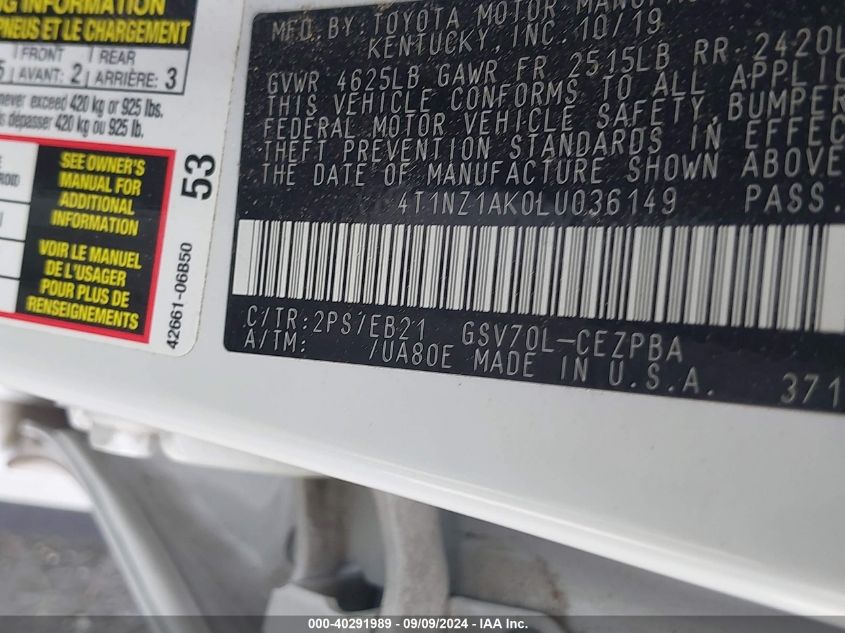 NG INFORMATION
PNEUS ET LE CHARGEMENT
5 FRONT AVANT: 2 REAR ARRIÈRE: 3
never exceed 420 kg or 925 lbs.
dépasser 420 kg ou 925 lb.
SEE OWNER'S
MANUAL FOR
ADDITIONAL
INFORMATION
VOIR LE MANUEL
DE L'USAGER
POUR PLUS DE
RENSEIGNEMENTS
53
42661-06B50
MFD. BY: TOYOTA MOTOR MANUFAC
KENTUCKY, INC. 10/19
GVWR 4625LB GAWR FR 2515LB RR 2420L
THIS VEHICLE CONFORMS TO ALL APPLIC
FEDERAL MOTOR VEHICLE SAFETY, BUMPER
THEFT PREVENTION STANDARDS IN EFFEC
THE DATE OF MANUFACTURE SHOWN ABOVE
4T1NZ1AK0LU036149 PASS.
C/TR: 2PS/EB21 GSV70L-CEZPBA
A/TM: /UA80E MADE IN U.S.A.
371
000-40291989 - 09/09/2024 - IAA Inc.